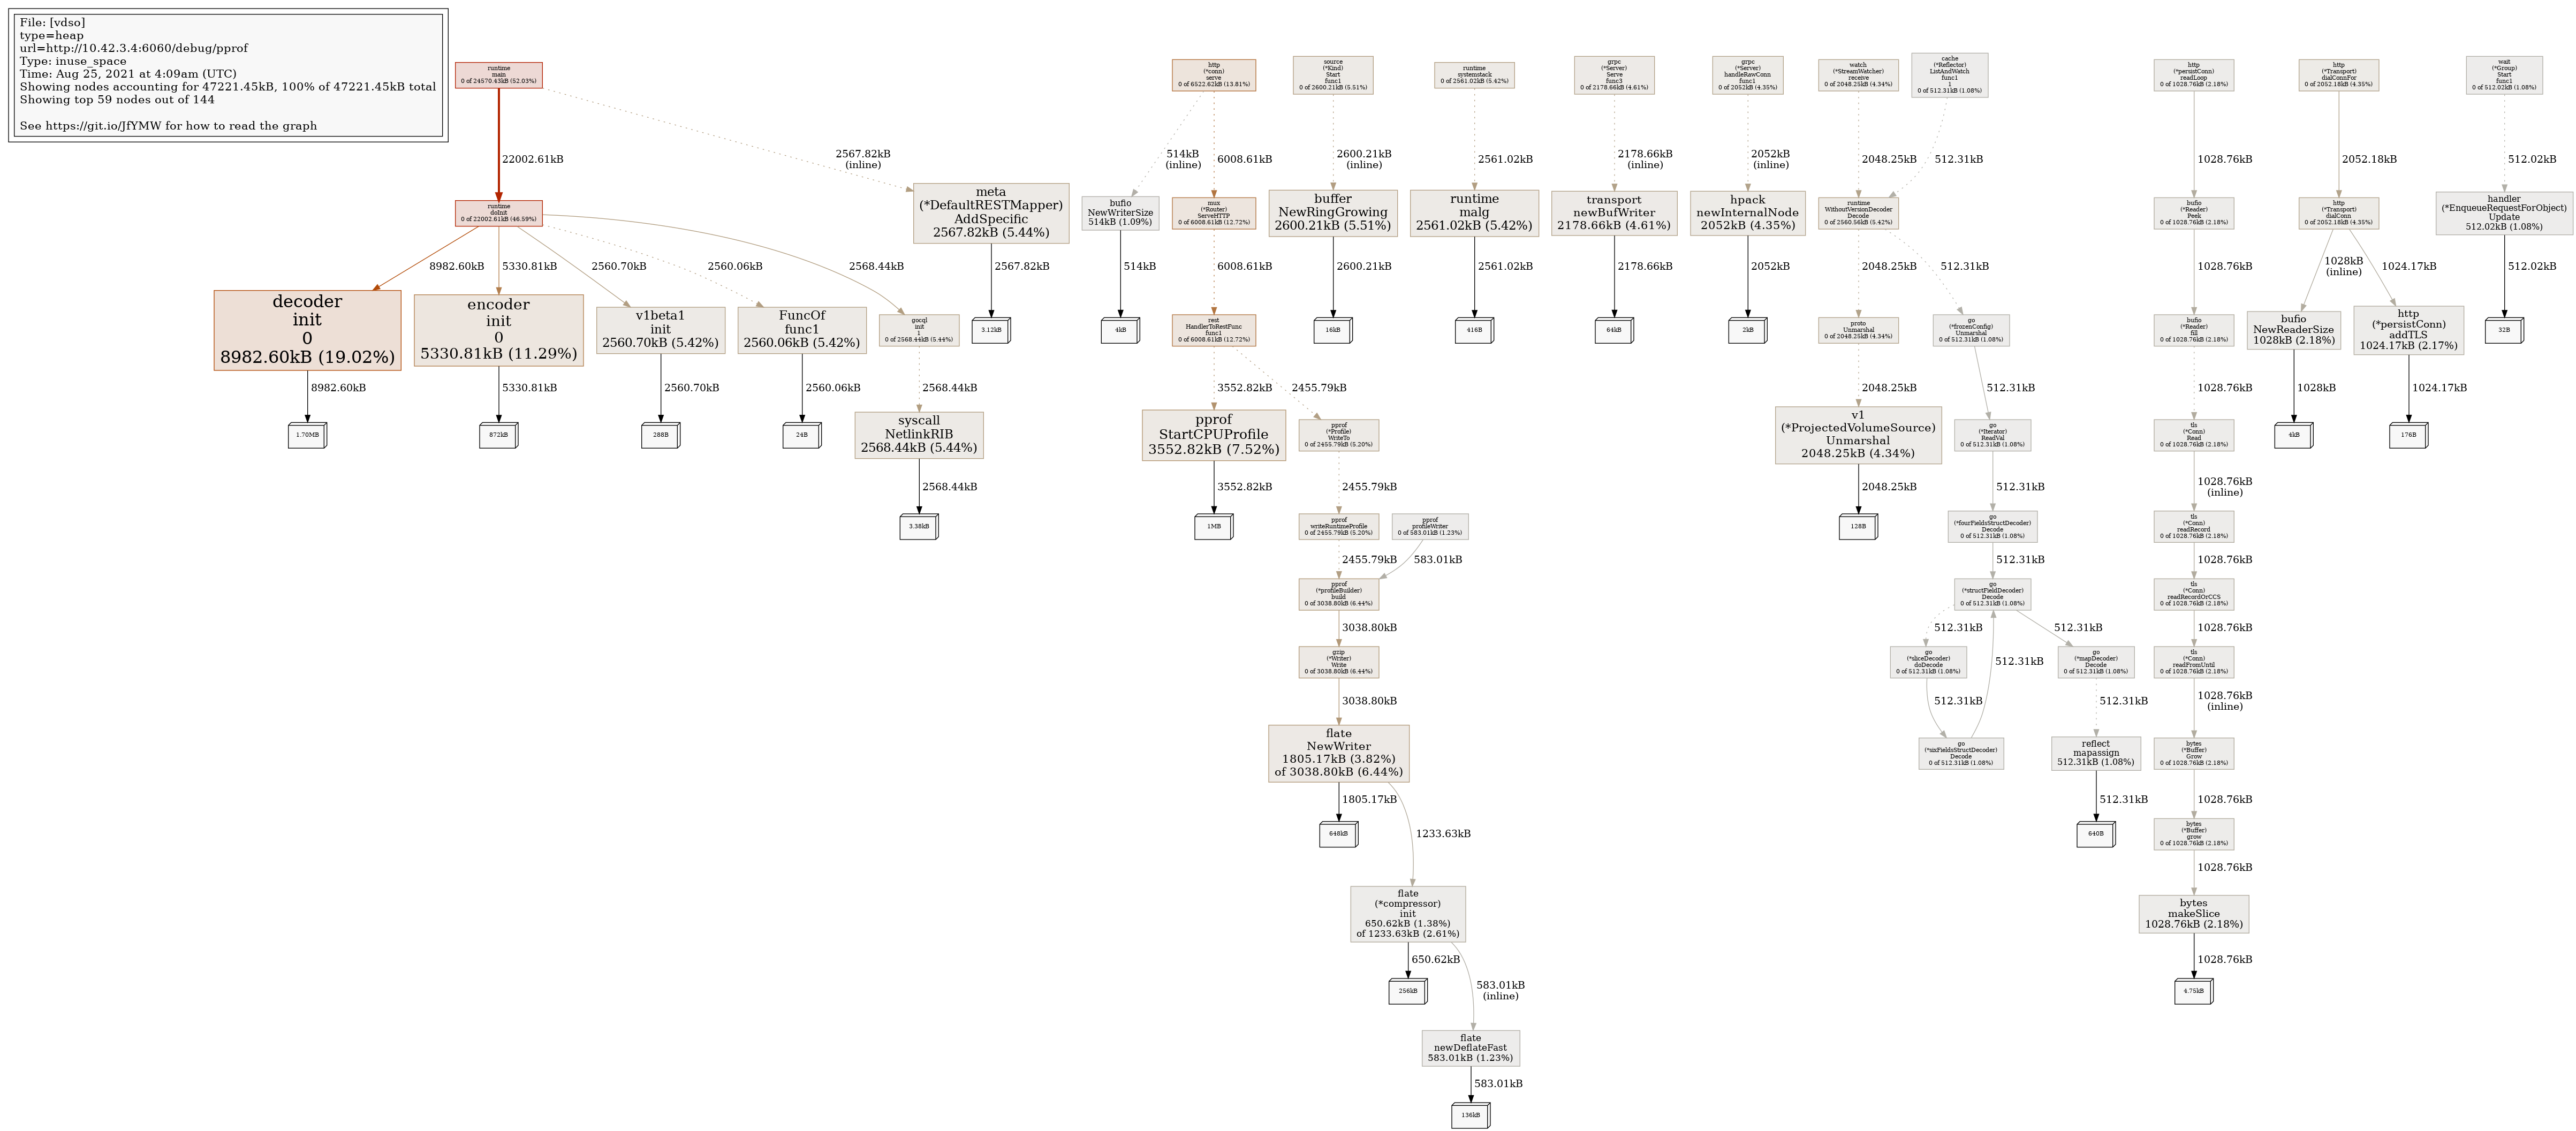 File: [vdso]
type=heap
url=http://10.42.3.4:6060/debug/pprof
Type: inuse_space
Time: Aug 25, 2021 at 4:09am (UTC)
Showing nodes accounting for 47221.45kB, 100% of 47221.45kB total
Showing top 59 nodes out of 144
See https://git.io/JfYMW for how to read the graph
runtime
main
0 of 24570.43kB (52.03%)
22002.61kB
2567.82kB
(inline)
runtime
doInit
0 of 22002.61kB (46.59%)
8982.60kB
5330.81kB
2560.70kB
2560.06kB
2568.44kB
decoder
init
0
8982.60kB (19.02%)
8982.60kB
1.70MB
encoder
init
0
5330.81kB (11.29%)
5330.81kB
872kB
v1beta1
init
2560.70kB (5.42%)
2560.70kB
288B
FuncOf
func1
2560.06kB (5.42%)
2560.06kB
24B
gocql
init
1
0 of 2568.44kB (5.44%)
2568.44kB
syscall
NetlinkRIB
2568.44kB (5.44%)
2568.44kB
3.38kB
meta
(*DefaultRESTMapper)
AddSpecific
2567.82kB (5.44%)
2567.82kB
3.12kB
http
(*conn)
serve
0 of 6522.62kB (13.81%)
514kB
(inline)
6008.61kB
bufio
NewWriterSize
514kB (1.09%)
514kB
4kB
mux
(*Router)
ServeHTTP
0 of 6008.61kB (12.72%)
6008.61kB
rest
HandlerToRestFunc
func1
0 of 6008.61kB (12.72%)
3552.82kB
2455.79kB
pprof
StartCPUProfile
3552.82kB (7.52%)
3552.82kB
1MB
pprof
(*Profile)
WriteTo
0 of 2455.79kB (5.20%)
2455.79kB
pprof
writeRuntimeProfile
0 of 2455.79kB (5.20%)
2455.79kB
pprof
profileWriter
0 of 583.01kB (1.23%)
583.01kB
pprof
(*profileBuilder)
build
0 of 3038.80kB (6.44%)
3038.80kB
gzip
(*Writer)
Write
0 of 3038.80kB (6.44%)
3038.80kB
flate
NewWriter
1805.17kB (3.82%)
of 3038.80kB (6.44%)
1805.17kB
648kB
1233.63kB
flate
(*compressor)
init
650.62kB (1.38%)
of 1233.63kB (2.61%)
650.62kB
256kB
583.01kB
(inline)
flate
newDeflateFast
583.01kB (1.23%)
583.01kB
136kB
source
(*Kind)
Start
func1
0 of 2600.21kB (5.51%)
2600.21kB
(inline)
buffer
NewRingGrowing
2600.21kB (5.51%)
2600.21kB
16kB
runtime
systemstack
0 of 2561.02kB (5.42%)
2561.02kB
runtime
malg
2561.02kB (5.42%)
2561.02kB
416B
grpc
(*Server)
Serve
func3
0 of 2178.66kB (4.61%)
2178.66kB
(inline)
transport
newBufWriter
2178.66kB (4.61%)
2178.66kB
64kB
grpc
(*Server)
handleRawConn
func1
0 of 2052kB (4.35%)
2052kB
(inline)
hpack
newInternalNode
2052kB (4.35%)
2052kB
2kB
watch
(*StreamWatcher)
receive
0 of 2048.25kB (4.34%)
2048.25kB
cache
(*Reflector)
ListAndWatch
func1
1
0 of 512.31kB (1.08%)
512.31kB
runtime
WithoutVersionDecoder
Decode
0 of 2560.56kB (5.42%)
2048.25kB
512.31kB
proto
Unmarshal
0 of 2048.25kB (4.34%)
2048.25kB
v1
(*ProjectedVolumeSource)
Unmarshal
2048.25kB (4.34%)
2048.25kB
128B
go
(*frozenConfig)
Unmarshal
0 of 512.31kB (1.08%)
512.31kB
go
(*Iterator)
ReadVal
0 of 512.31kB (1.08%)
512.31kB
go
(*fourFieldsStructDecoder)
Decode
0 of 512.31kB (1.08%)
512.31kB
go
(*structFieldDecoder)
Decode
0 of 512.31kB (1.08%)
512.31kB
512.31kB
go
(*sliceDecoder)
doDecode
0 of 512.31kB (1.08%)
512.31kB
512.31kB
go
(*sixFieldsStructDecoder)
Decode
0 of 512.31kB (1.08%)
go
(*mapDecoder)
Decode
0 of 512.31kB (1.08%)
512.31kB
reflect
mapassign
512.31kB (1.08%)
512.31kB
640B
http
(*persistConn)
readLoop
0 of 1028.76kB (2.18%)
1028.76kB
bufio
(*Reader)
Peek
0 of 1028.76kB (2.18%)
1028.76kB
bufio
(*Reader)
fill
0 of 1028.76kB (2.18%)
1028.76kB
tls
(*Conn)
Read
0 of 1028.76kB (2.18%)
1028.76kB
(inline)
tls
(*Conn)
readRecord
0 of 1028.76kB (2.18%)
1028.76kB
tls
(*Conn)
readRecordOrCCS
0 of 1028.76kB (2.18%)
1028.76kB
tls
(*Conn)
readFromUntil
0 of 1028.76kB (2.18%)
1028.76kB
(inline)
bytes
(*Buffer)
Grow
0 of 1028.76kB (2.18%)
1028.76kB
bytes
(*Buffer)
grow
0 of 1028.76kB (2.18%)
1028.76kB
bytes
makeSlice
1028.76kB (2.18%)
1028.76kB
4.75kB
http
(*Transport)
dialConnFor
0 of 2052.18kB (4.35%)
2052.18kB
http
(*Transport)
dialConn
0 of 2052.18kB (4.35%)
1028kB
(inline)
1024.17kB
bufio
NewReaderSize
1028kB (2.18%)
1028kB
4kB
http
(*persistConn)
addTLS
1024.17kB (2.17%)
1024.17kB
176B
wait
(*Group)
Start
func1
0 of 512.02kB (1.08%)
512.02kB
handler
(*EnqueueRequestForObject)
Update
512.02kB (1.08%)
512.02kB
32B